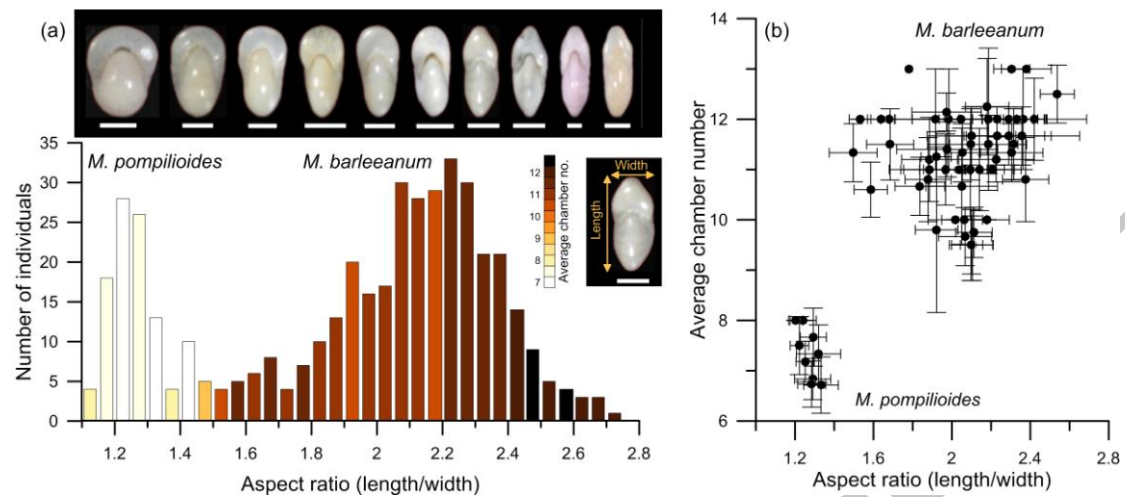 (a)
M. pompilioides
M. barleeanum
35
30
25
20
15
10
5
0
Number of individuals
1.2
1.4
1.6
1.8
2
2.2
2.4
2.6
2.8
Aspect ratio (length/width)
12
11
10
9
8
7
Average chamber no.
Width
Length
(b)
M. barleeanum
M. pompilioides
14
12
10
8
6
Average chamber number
1.2
1.6
2
2.4
2.8
Aspect ratio (length/width)